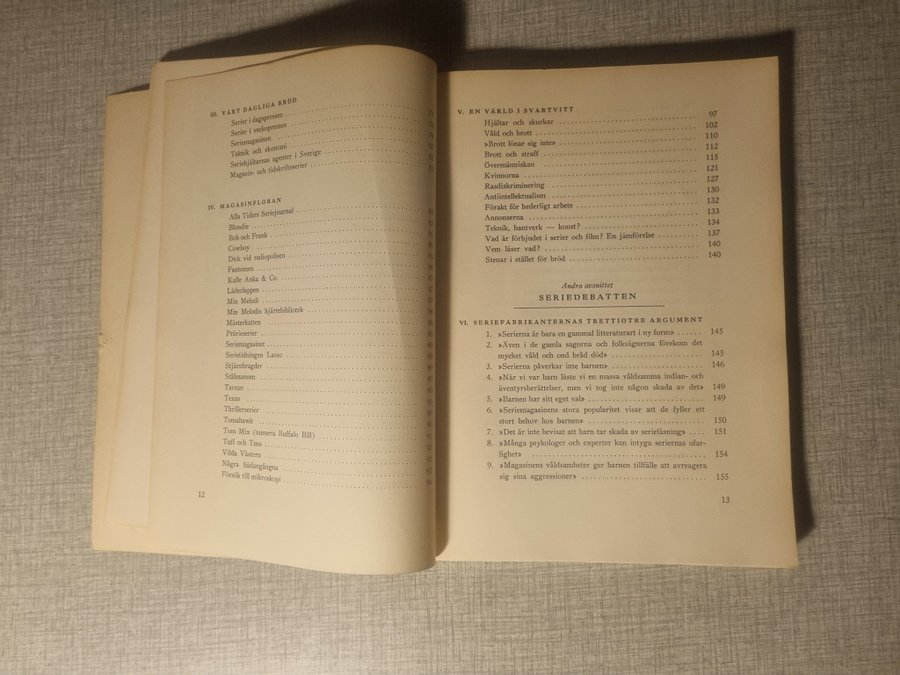 III. VÅRT DAGLIGA BRÖD
Serier i dagspressen
Serier i veckopressen
Seriemagasinen
Teknik och ekonomi
Seriehjältarnas agenter i Sverige
Magasin- och tidskriftsserier
IV. MAGASINFLORAN
Alla Tiders Seriejournal
Blondie
Bob och Frank
Cowboy
Dick vid radiopolisen
Fantomen
Kalle Anka & Co.
Läderlappen
Min Melodi
Min Melodis hjärtebibliotek
Mästerkatten
Prärieserier
Seriemagasinet
Serietidningen Lasso
Stjärnäragder
Stålmannen
Tarzan
Texas
Thrillerserier
Tomahawk
Tom Mix (numera Buffalo Bill)
Tuff och Tuss
Vilda Västern
Några hädangångna
Försök till mikroskopi
12
V. EN VÄRLD I SVARTVITT
Hjältar och skurkar 97
Våld och brott 102
»Brott lönar sig inte» 110
Brott och straff 112
Övermänniskan 115
Kvinnorna 121
Rasdiskriminering 127
Antiintellektualism 130
Förakt för hederligt arbete 132
Annonserna 133
Teknik, hantverk — konst? 134
Vad är förbjudet i serier och film? En jämförelse 137
Vem läser vad? 140
Stenar i stället för bröd 140
Andra avsnittet
SERIEDEBATTEN
VI. SERIEFABRIKANTERNAS TRETTIOTRE ARGUMENT
1. »Serierna är bara en gammal litteraturart i ny form» 145
2. »Även i de gamla sagorna och folksägnerna förekom det
mycket våld och ond bråd död» 145
3. »Serierna påverkar inte barnen» 146
4. »När vi var barn läste vi en massa våldsamma indian- och
äventyrsberättelser, men vi tog inte någon skada av det» 149
5. »Barnen har sitt eget val» 149
6. »Seriemagasinens stora popularitet visar att de fyller ett
stort behov hos barnen» 150
7. »Det är inte bevisat att barn tar skada av serieläsning» 151
8. »Många psykologer och experter kan intyga seriernas ofar-
lighet» 154
9. »Magasinens våldsamheter ger barnen tillfälle att avreagera
sig sina aggressioner» 155
13